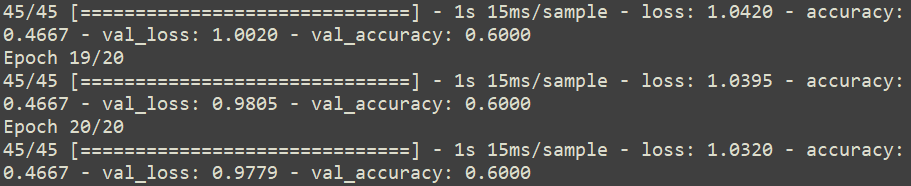 45/45 [==============================] - 1s 15ms/sample - loss: 1.0420 - accuracy:
0.4667 - val_loss: 1.0020 - val_accuracy: 0.6000
Epoch 19/20
45/45 [==============================] - 1s 15ms/sample - loss: 1.0395 - accuracy:
0.4667 - val_loss: 0.9805 - val_accuracy: 0.6000
Epoch 20/20
45/45 [==============================] - 1s 15ms/sample - loss: 1.0320 - accuracy:
0.4667 - val_loss: 0.9779 - val_accuracy: 0.6000